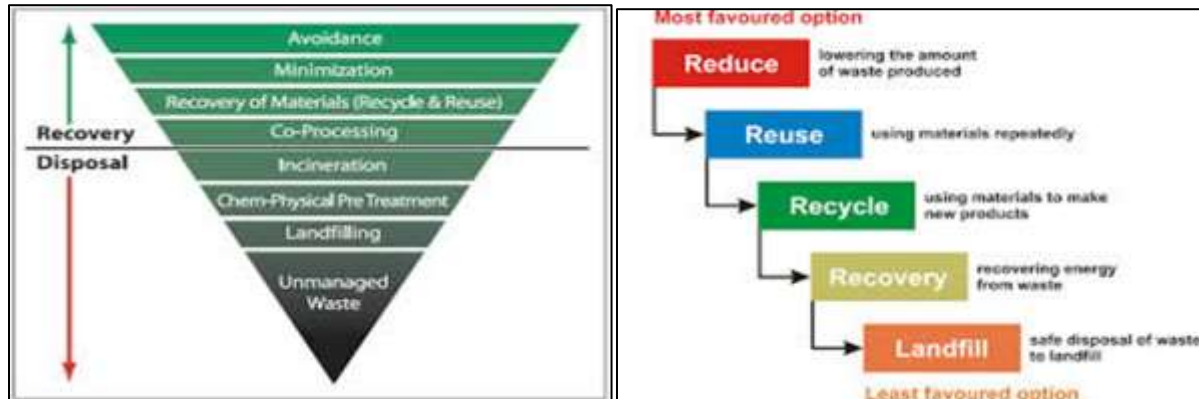 Avoidance
Minimization
Recovery of Materials (Recycle & Reuse)
Recovery
Co-Processing
Disposal
Incineration
Chem-Physical Pre Treatment
Landfilling
Unmanaged
Waste
Most favoured option
Reduce
lowering the amount
of waste produced
Reuse
using materials repeatedly
Recycle
using materials to make
new products
Recovery
recovering energy
from waste
Landfill
safe disposal of waste
to landfill
Least favoured option